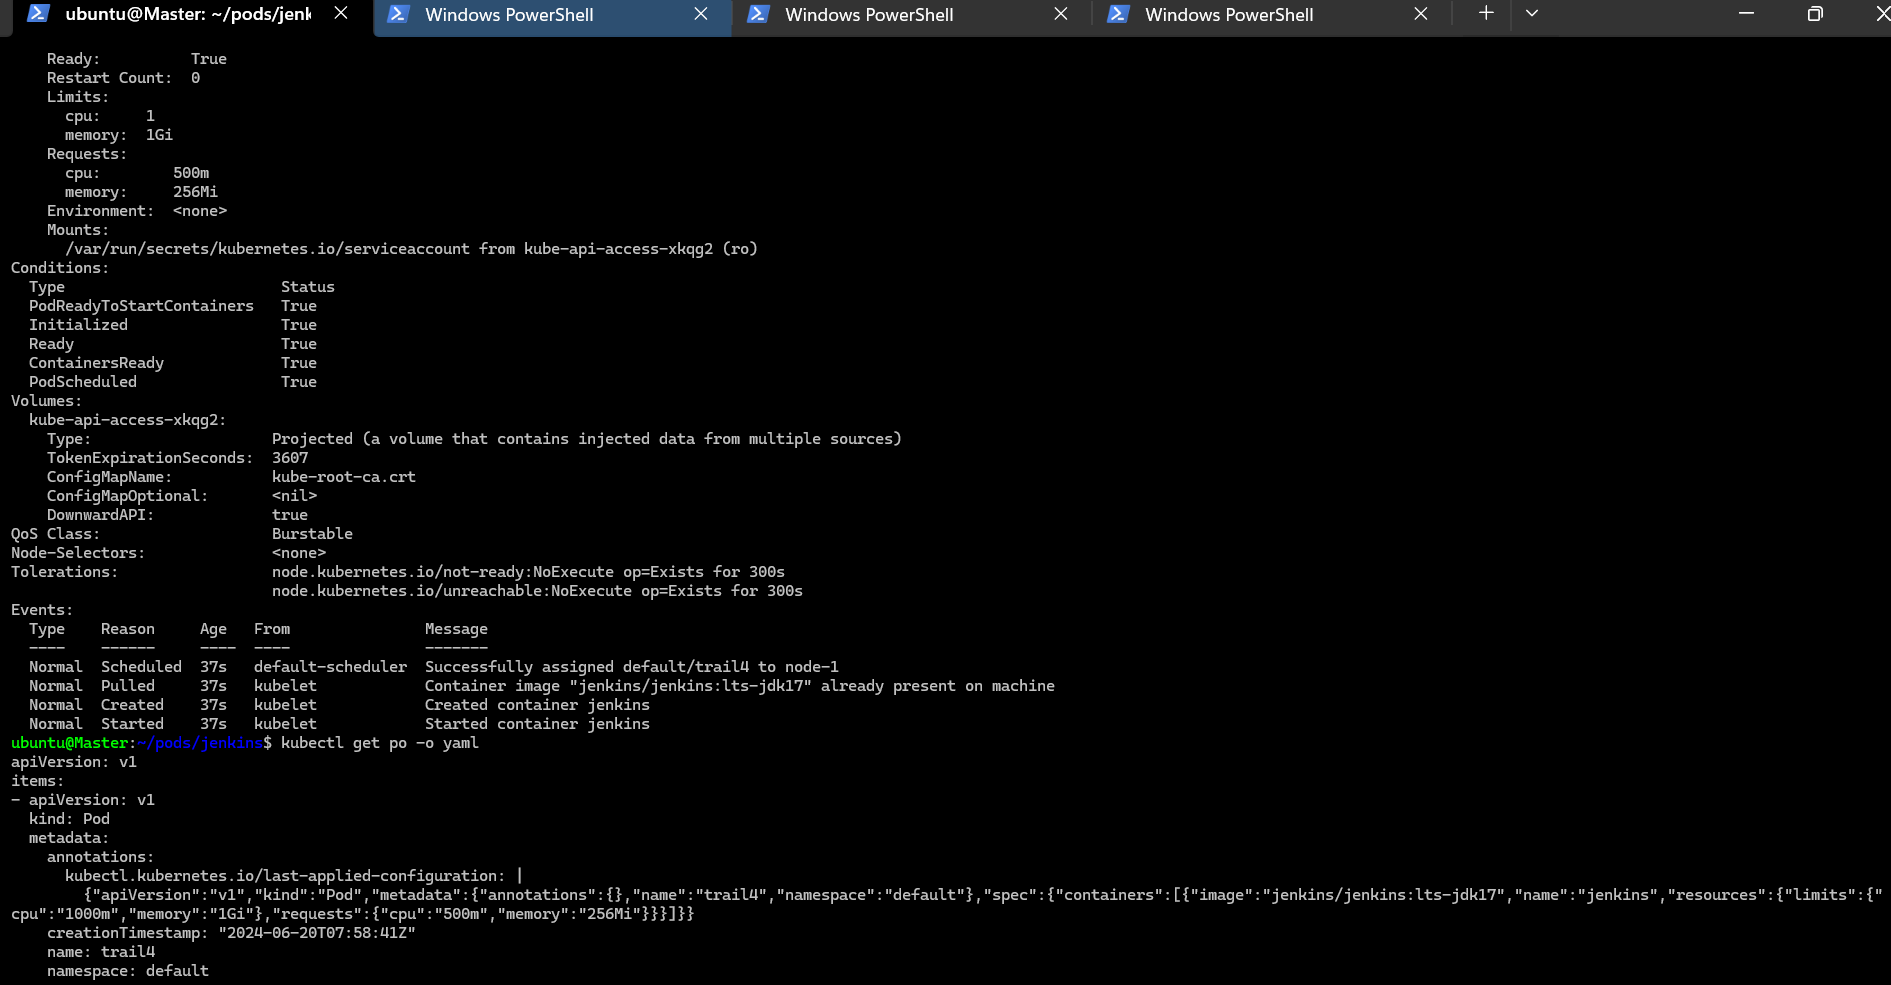 ubuntu@Master: ~/pods/jenk
Windows PowerShell
Windows PowerShell
Windows PowerShell
    Ready:          True
    Restart Count:  0
    Limits:
      cpu:     1
      memory:  1Gi
    Requests:
      cpu:        500m
      memory:     256Mi
    Environment:  <none>
    Mounts:
      /var/run/secrets/kubernetes.io/serviceaccount from kube-api-access-xkqg2 (ro)
Conditions:
  Type                        Status
  PodReadyToStartContainers   True
  Initialized                 True
  Ready                       True
  ContainersReady             True
  PodScheduled                True
Volumes:
  kube-api-access-xkqg2:
    Type:                    Projected (a volume that contains injected data from multiple sources)
    TokenExpirationSeconds:  3607
    ConfigMapName:           kube-root-ca.crt
    ConfigMapOptional:       <nil>
    DownwardAPI:             true
QoS Class:                   Burstable
Node-Selectors:              <none>
Tolerations:                 node.kubernetes.io/not-ready:NoExecute op=Exists for 300s
                             node.kubernetes.io/unreachable:NoExecute op=Exists for 300s
Events:
  Type    Reason     Age   From               Message
  ----    ------     ----  ----               -------
  Normal  Scheduled  37s   default-scheduler  Successfully assigned default/trail4 to node-1
  Normal  Pulled     37s   kubelet            Container image "jenkins/jenkins:lts-jdk17" already present on machine
  Normal  Created    37s   kubelet            Created container jenkins
  Normal  Started    37s   kubelet            Started container jenkins
ubuntu@Master:~/pods/jenkins$ kubectl get po -o yaml
apiVersion: v1
items:
- apiVersion: v1
  kind: Pod
  metadata:
    annotations:
      kubectl.kubernetes.io/last-applied-configuration: |
        {"apiVersion":"v1","kind":"Pod","metadata":{"annotations":{},"name":"trail4","namespace":"default"},"spec":{"containers":[{"image":"jenkins/jenkins:lts-jdk17","name":"jenkins","resources":{"limits":{"
cpu":"1000m","memory":"1Gi"},"requests":{"cpu":"500m","memory":"256Mi"}}}]}}
    creationTimestamp: "2024-06-20T07:58:41Z"
    name: trail4
    namespace: default